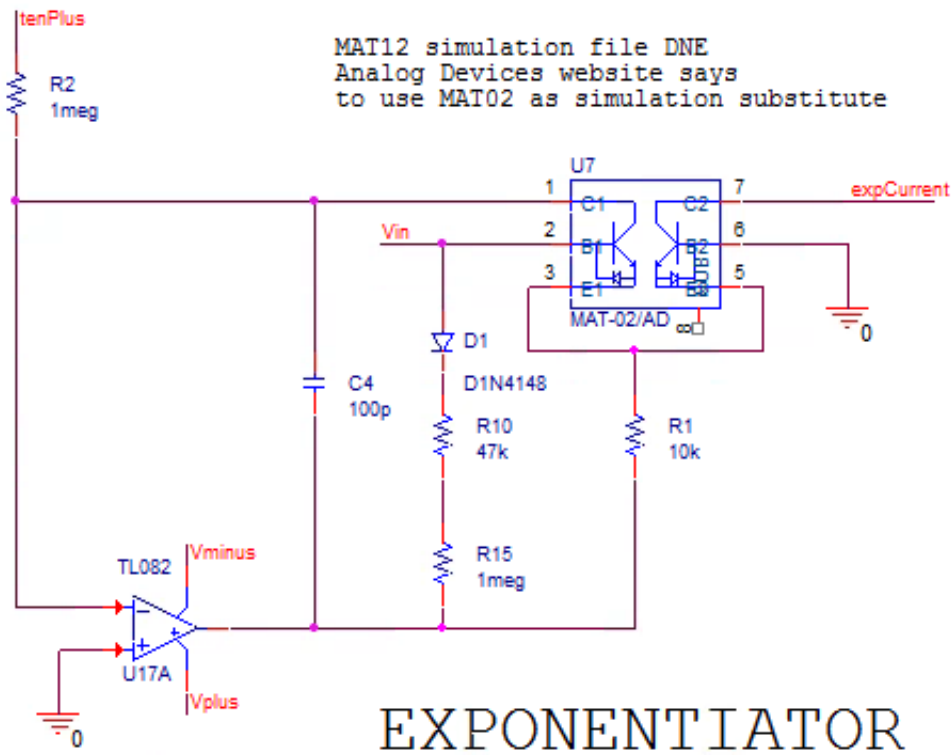 tenPlus
MAT12 simulation file DNE
Analog Devices website says
to use MAT02 as simulation substitute
R2
1meg
U7
1
C1
C2
7
expCurrent
Vin
2
B1
B2
6
3
E1
5
MAT-02/AD
8
0
D1
D1N4148
C4
100p
R10
47k
R1
10k
R15
1meg
TL082
Vminus
U17A
Vplus
0
EXPONENTIATOR